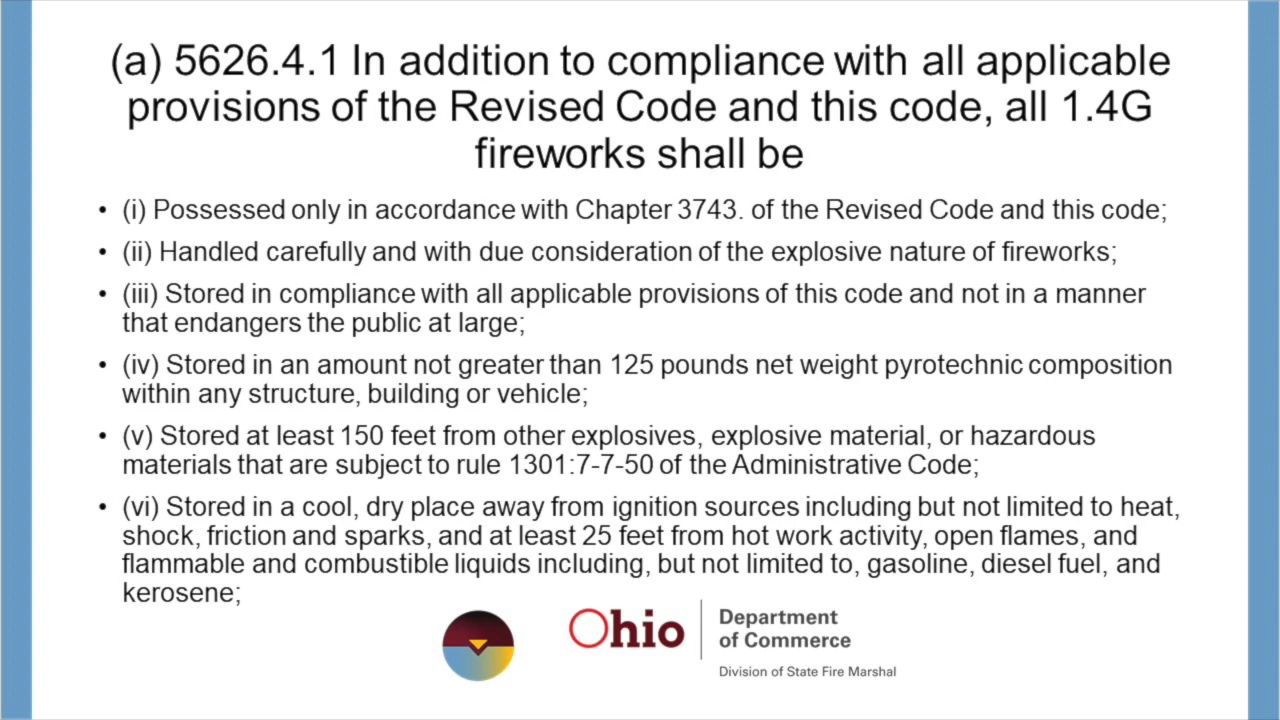 (a) 5626.4.1 In addition to compliance with all applicable
provisions of the Revised Code and this code, all 1.4G
fireworks shall be
• (i) Possessed only in accordance with Chapter 3743. of the Revised Code and this code;
• (ii) Handled carefully and with due consideration of the explosive nature of fireworks;
• (iii) Stored in compliance with all applicable provisions of this code and not in a manner
that endangers the public at large;
• (iv) Stored in an amount not greater than 125 pounds net weight pyrotechnic composition
within any structure, building or vehicle;
• (v) Stored at least 150 feet from other explosives, explosive material, or hazardous
materials that are subject to rule 1301:7-7-50 of the Administrative Code;
• (vi) Stored in a cool, dry place away from ignition sources including but not limited to heat,
shock, friction and sparks, and at least 25 feet from hot work activity, open flames, and
flammable and combustible liquids including, but not limited to, gasoline, diesel fuel, and
kerosene;
Ohio
Department
of Commerce
Division of State Fire Marshal